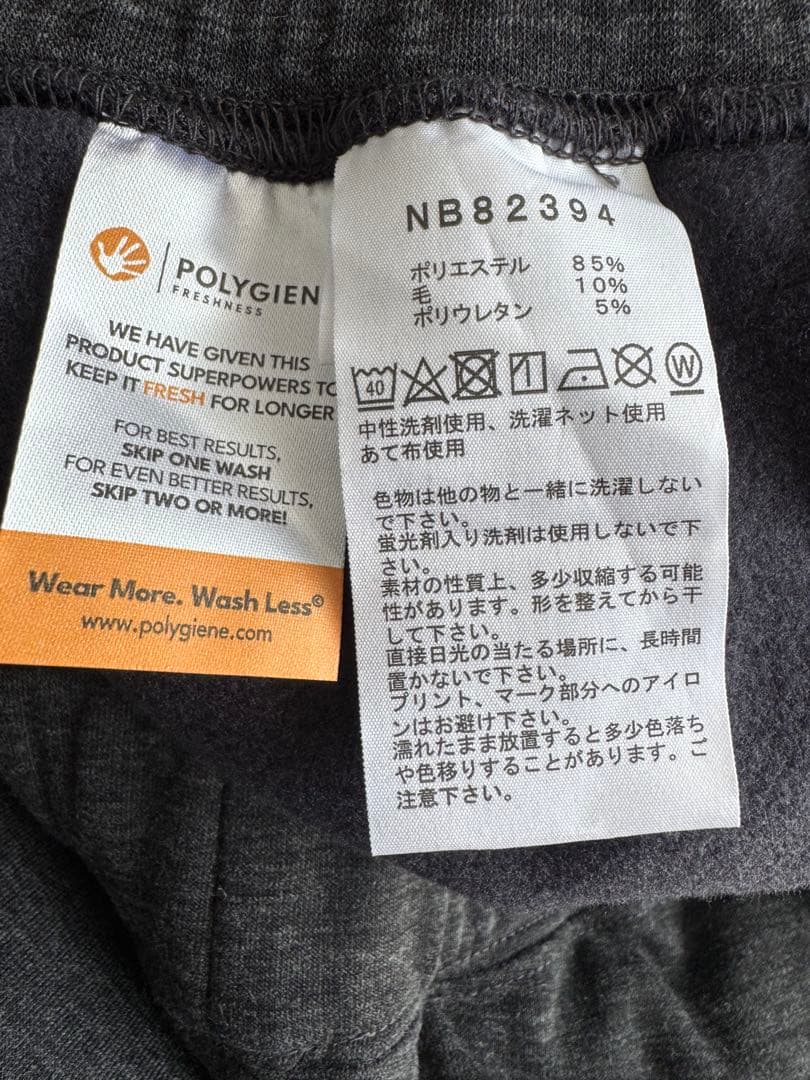 POLYGIEN
FRESHNESS
WE HAVE GIVEN THIS
PRODUCT SUPERPOWERS TO
KEEP IT FRESH FOR LONGER
FOR BEST RESULTS,
SKIP ONE WASH
FOR EVEN BETTER RESULTS,
SKIP TWO OR MORE!
Wear More. Wash Less©
www.polygiene.com
NB82394
ポリエステル 85%
毛 10%
ポリウレタン 5%
40 W
中性洗剤使用、洗濯ネット使用
あて布使用
色物は他の物と一緒に洗濯しない
で下さい。
蛍光剤入り洗剤は使用しないで下
さい。
素材の性質上、多少収縮する可能
性があります。形を整えてから干
して下さい。
直接日光の当たる場所に、長時間
置かないで下さい。
プリント、マーク部分へのアイロ
ンはお避け下さい。
濡れたまま放置すると多少色落ち
や色移りすることがあります。ご
注意下さい。